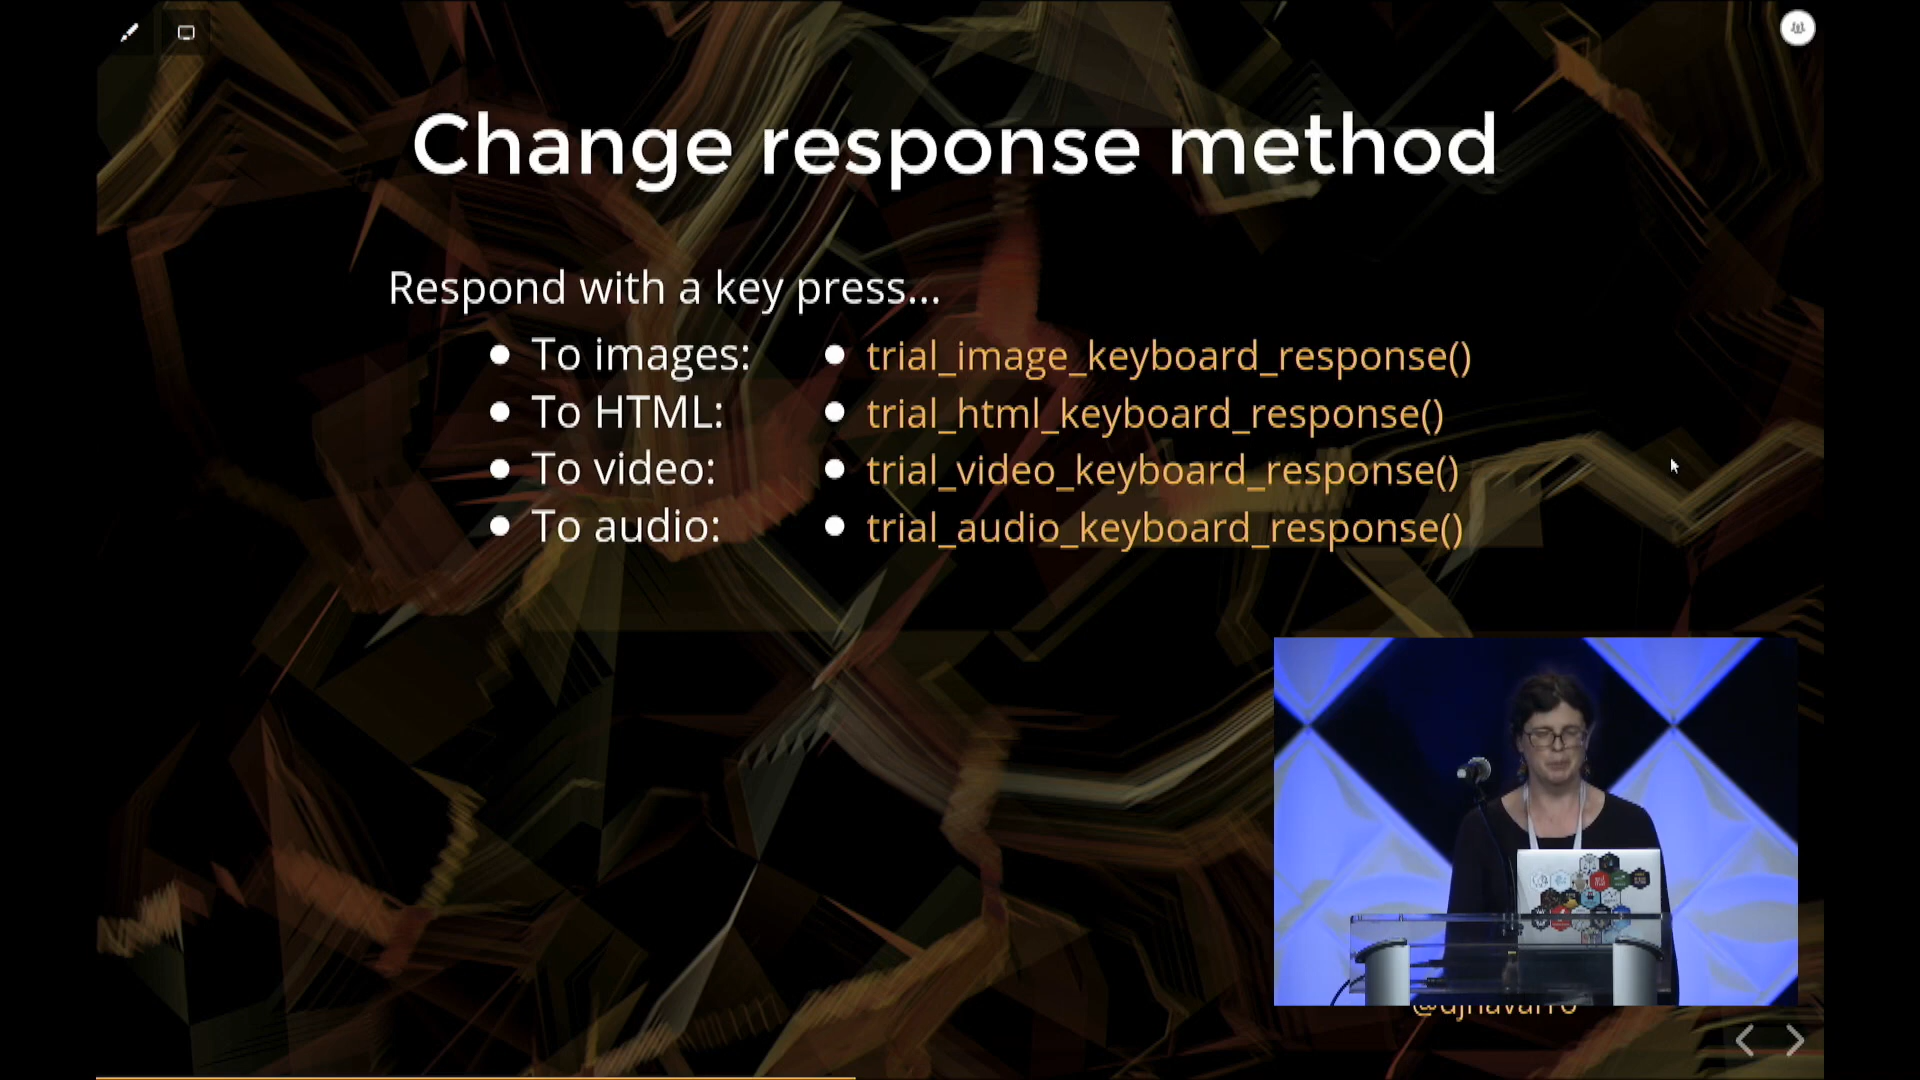 Change response method
Respond with a key press...
To images:
trial_image_keyboard_response()
To HTML:
trial_html_keyboard_response()
To video:
trial_video_keyboard_response()
To audio:
trial_audio_keyboard_response()
@djnavarro